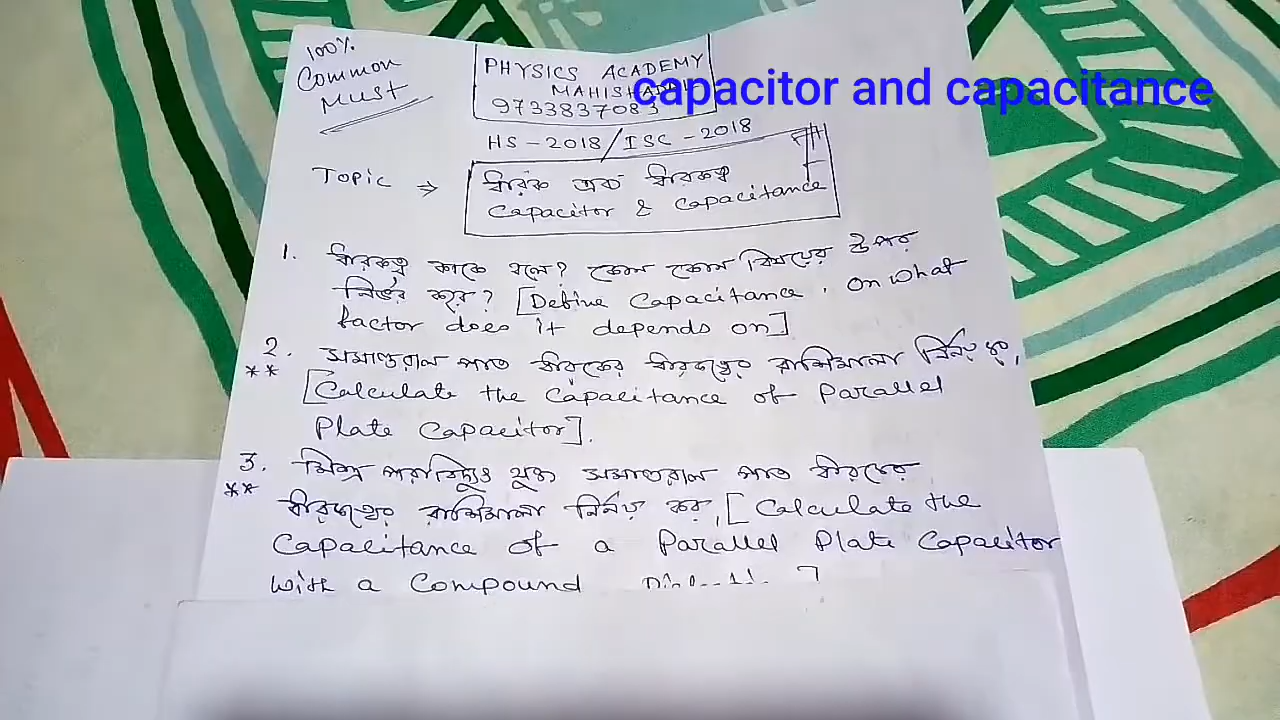 100%
Common
Must
PHYSICS ACADEMY
capacitor and capacitance
HS - 2018/ISC - 2018
Topic ⇒
ধারক এবং ধারকত্ব
Capacitor & Capacitance
1. ধারকত্ব কাকে বলে? কোন কোন বিষয়ের উপর
নির্ভর করে? [Define Capacitance. On what
factor does it depends on]
2. সমান্তরাল পাত ধারকের ধারকত্বের রাশিমালা নির্ণয় কর,
** [Calculate the Capacitance of Parallel
Plate Capacitor].
3. মিশ্র পরাবিদ্যুৎ যুক্ত সমান্তরাল পাত ধারকের
** ধারকত্বের রাশিমালা নির্ণয় কর, [Calculate the
Capacitance of a Parallel Plate Capacitor
with a Compound